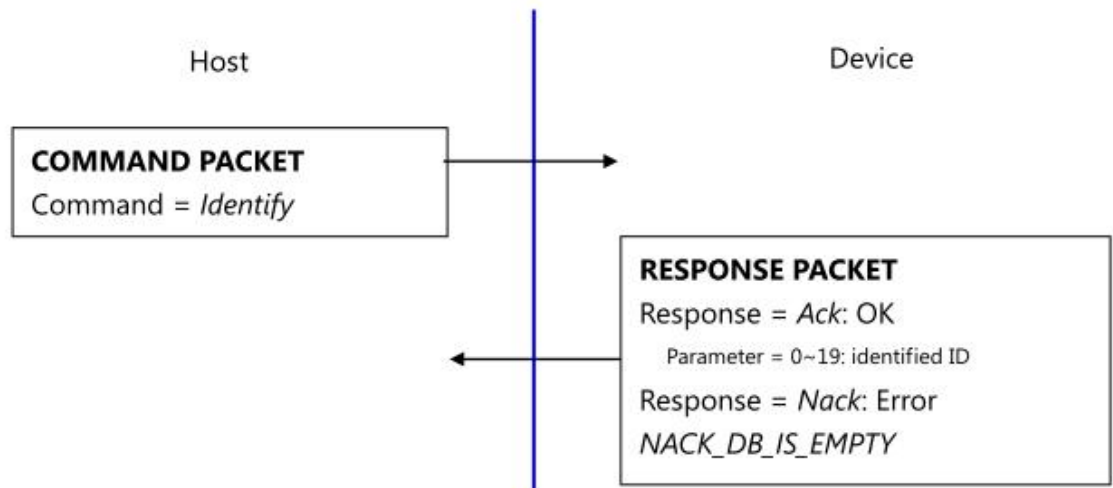 Host
Device
COMMAND PACKET
Command = Identify
RESPONSE PACKET
Response = Ack: OK
Parameter = 0~19: identified ID
Response = Nack: Error
NACK_DB_IS_EMPTY